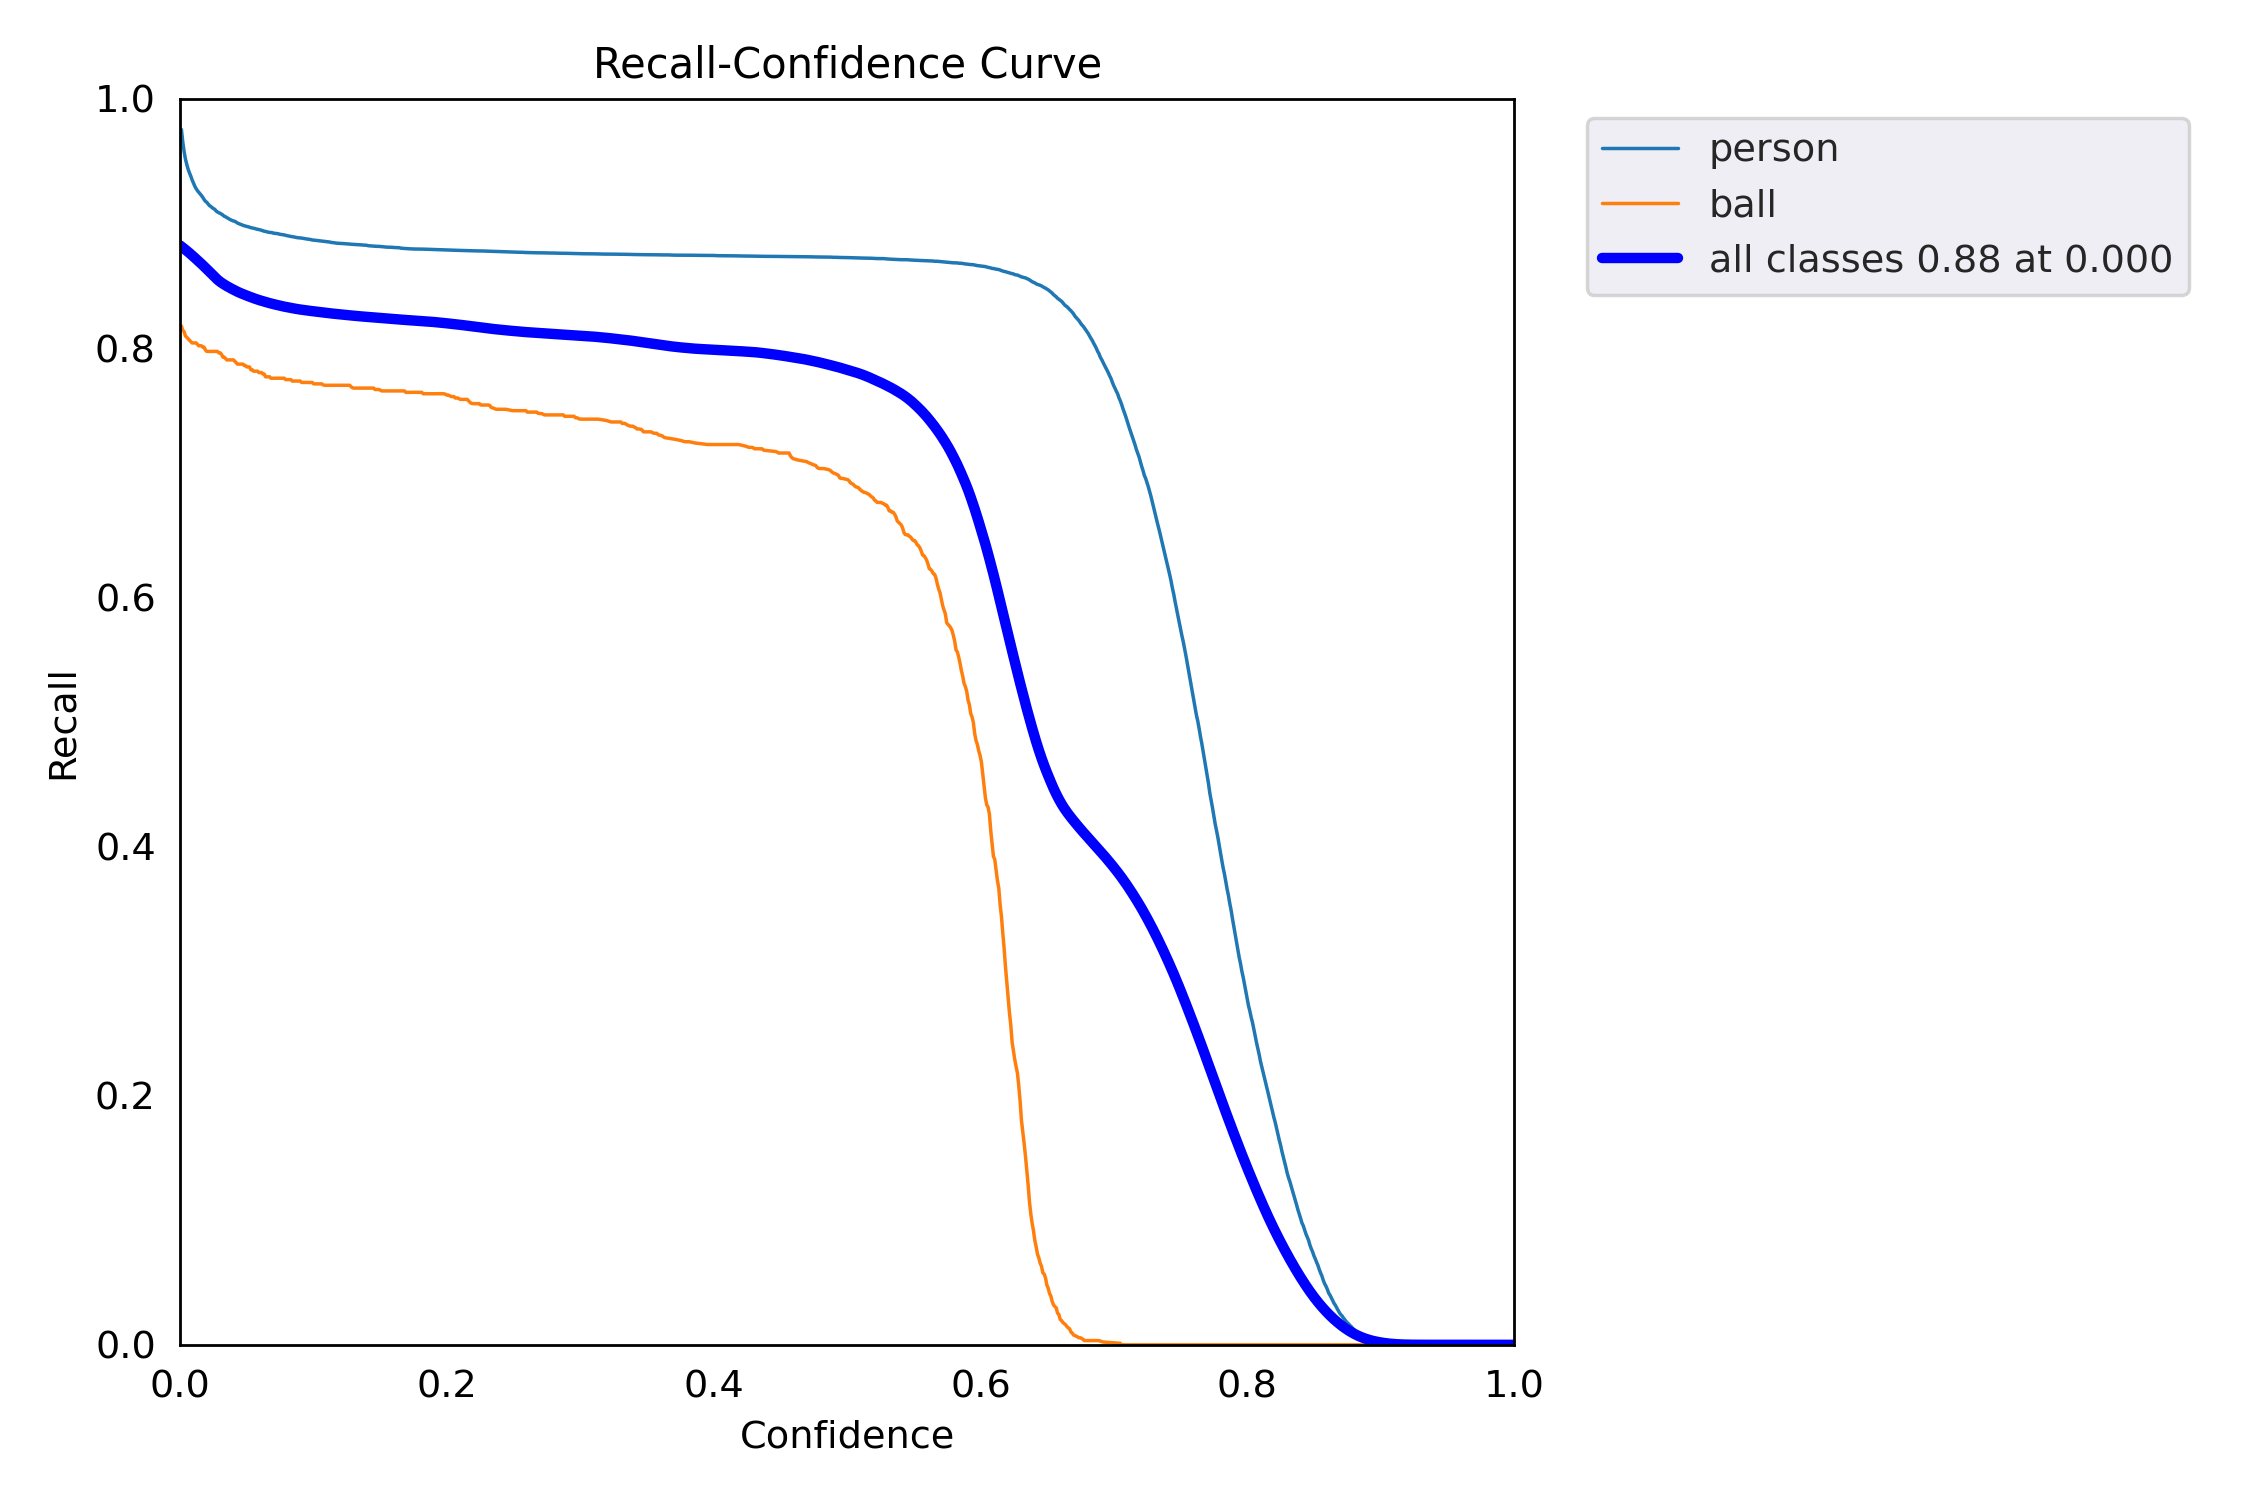 Recall-Confidence Curve
1.0
0.8
0.6
0.4
0.2
0.0
Recall
0.0 0.2 0.4 0.6 0.8 1.0
Confidence
person
ball
all classes 0.88 at 0.000